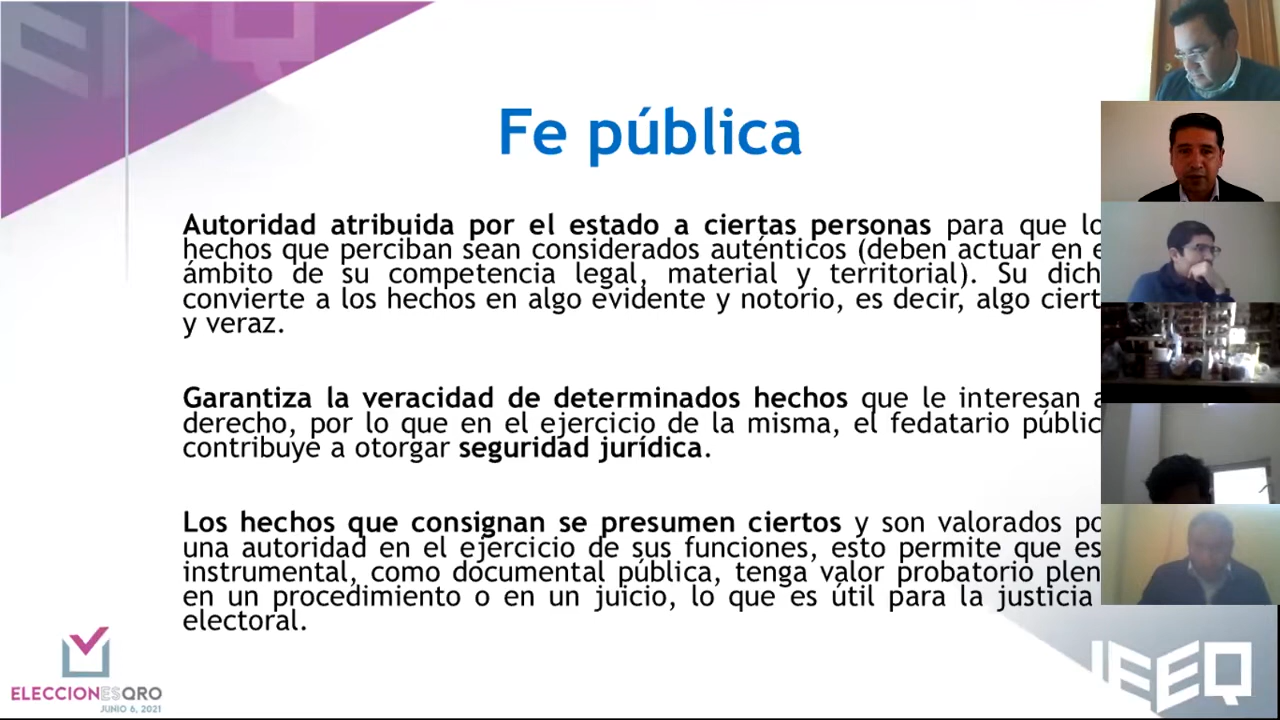 Fe pública
Autoridad atribuida por el estado a ciertas personas para que lo
hechos que perciban sean considerados auténticos (deben actuar en e
ámbito de su competencia legal, material y territorial). Su dich
convierte a los hechos en algo evidente y notorio, es decir, algo ciert
y veraz.
Garantiza la veracidad de determinados hechos que le interesan a
derecho, por lo que en el ejercicio de la misma, el fedatario públic
contribuye a otorgar seguridad jurídica.
Los hechos que consignan se presumen ciertos y son valorados po
una autoridad en el ejercicio de sus funciones, esto permite que es
instrumental, como documental pública, tenga valor probatorio plen
en un procedimiento o en un juicio, lo que es útil para la justicia
electoral.
ELECCIONESQRO
JUNIO 6, 2021
IEEQ